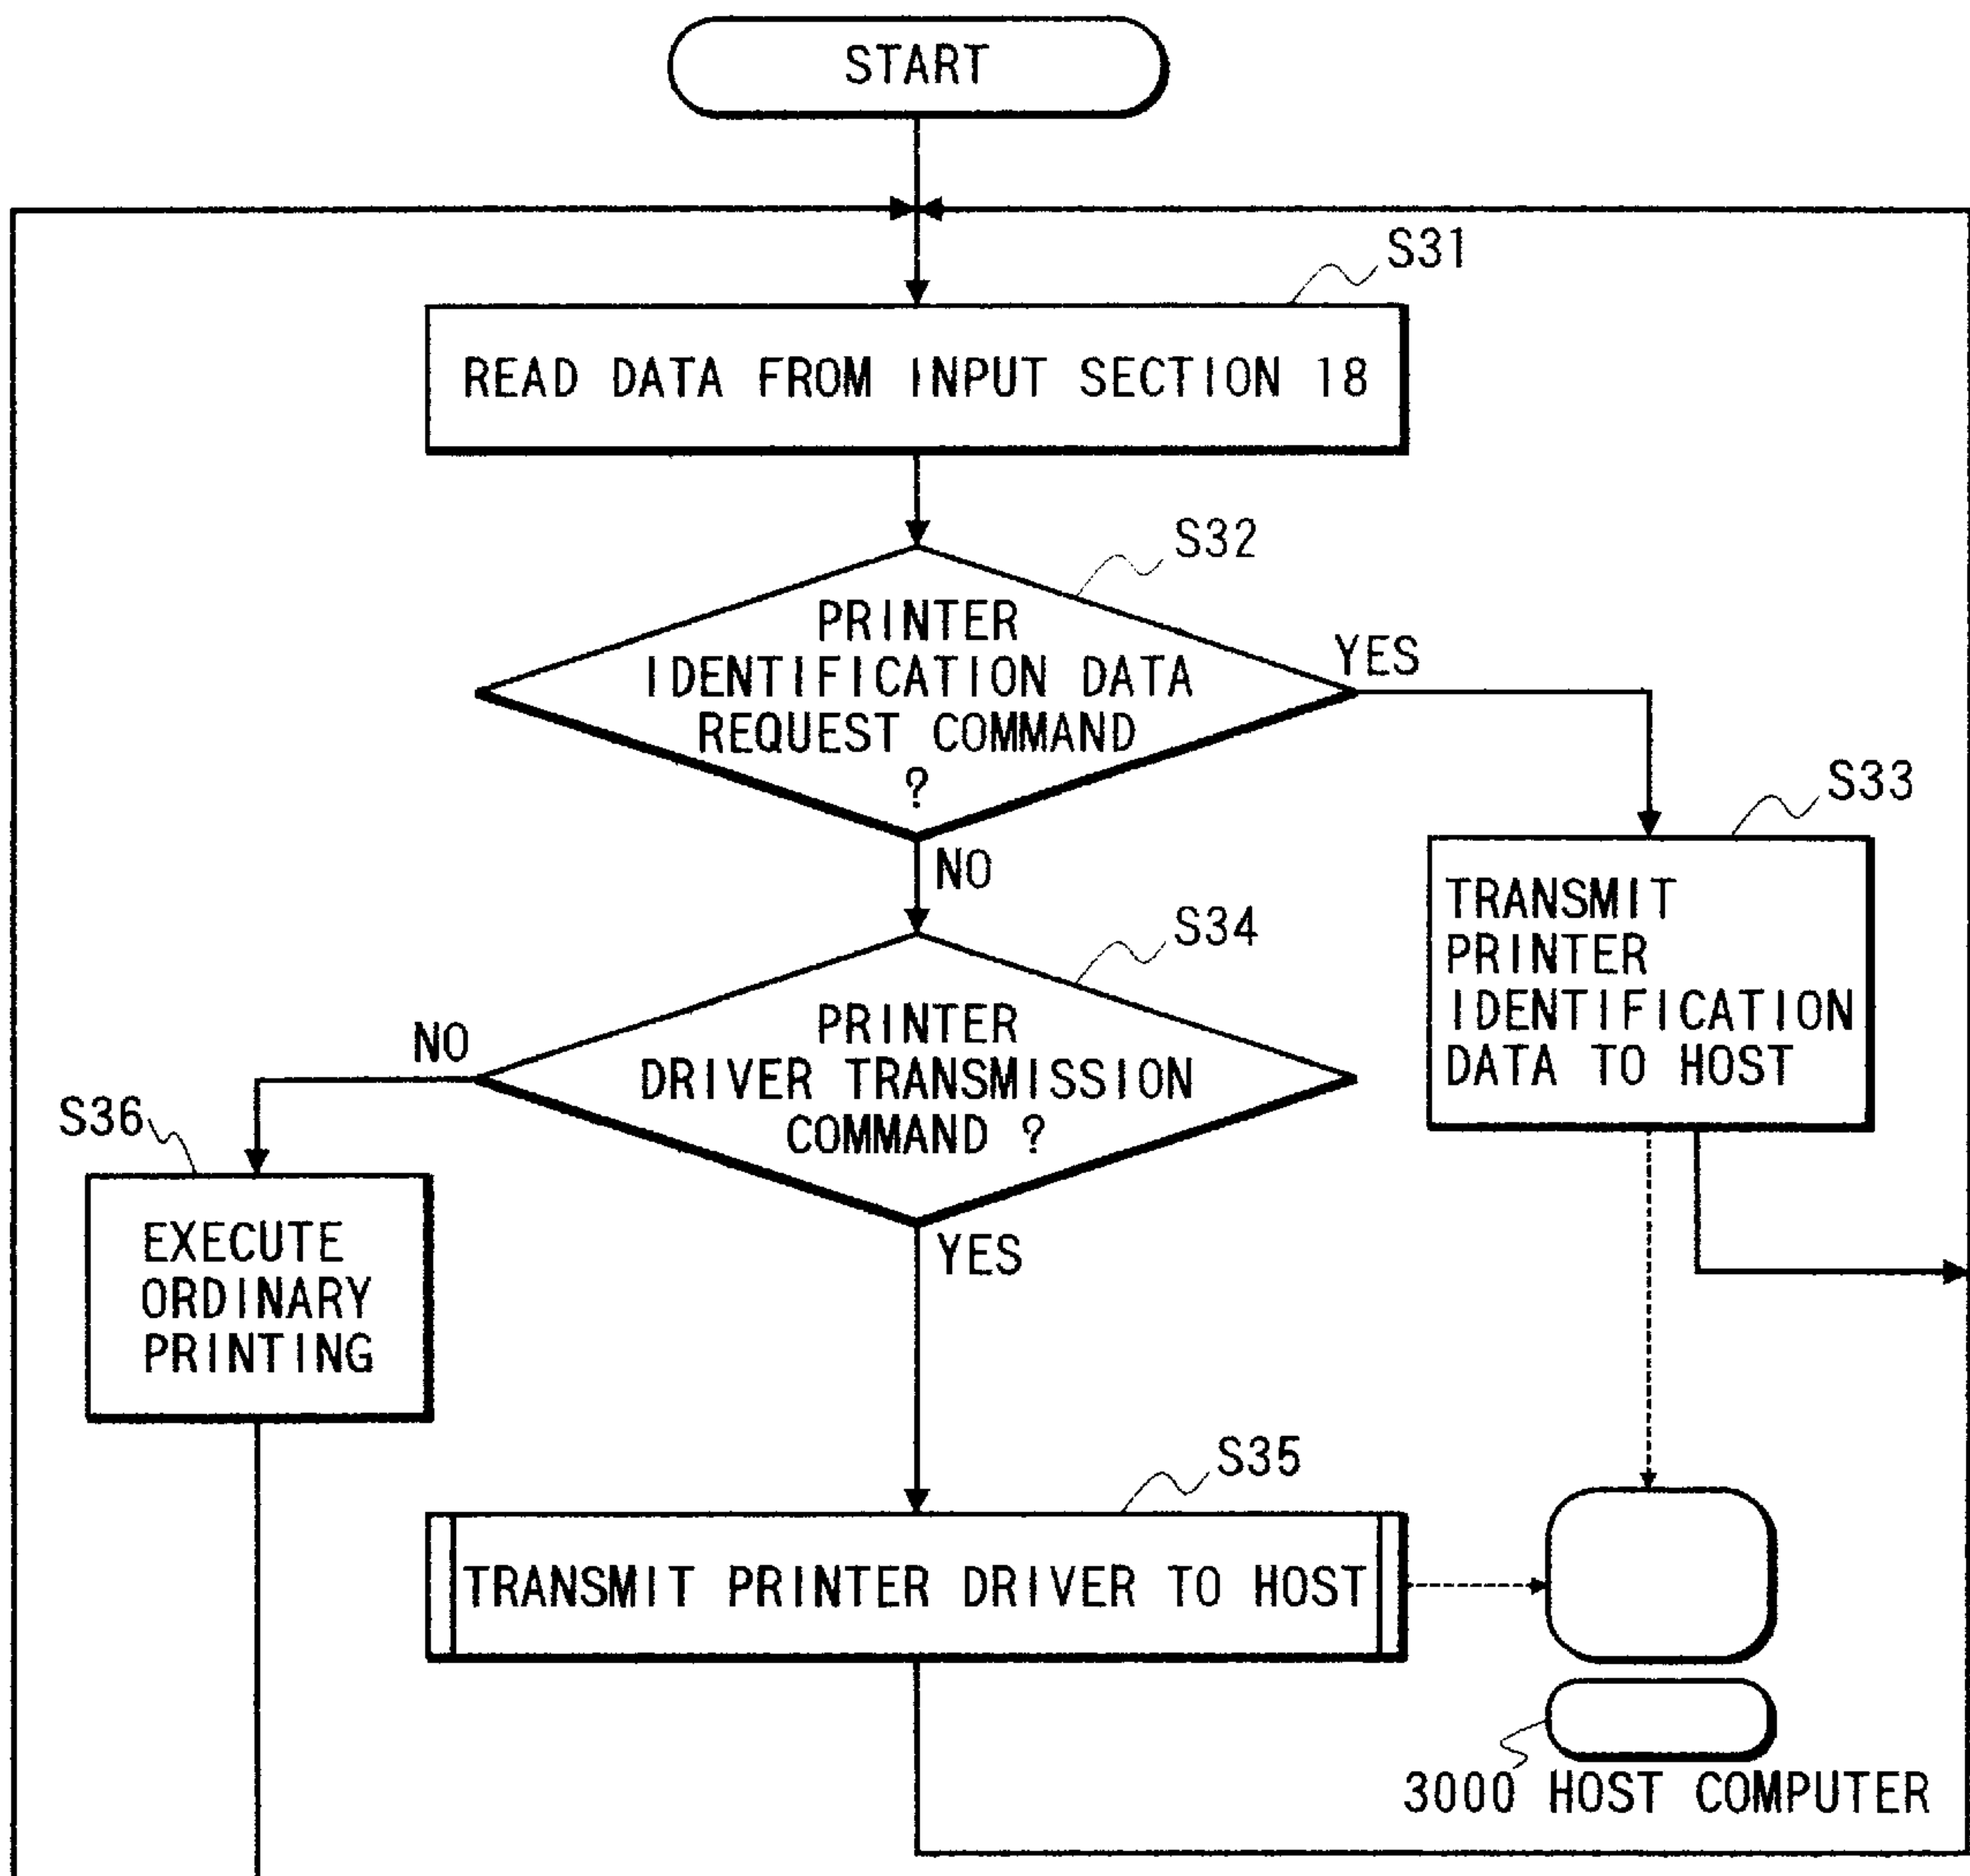 START
S31
READ DATA FROM INPUT SECTION 18
S32
PRINTER
IDENTIFICATION DATA
REQUEST COMMAND
?
YES
NO
S33
TRANSMIT
PRINTER
IDENTIFICATION
DATA TO HOST
S34
PRINTER
DRIVER TRANSMISSION
COMMAND ?
NO
YES
S36
EXECUTE
ORDINARY
PRINTING
S35
TRANSMIT PRINTER DRIVER TO HOST
3000 HOST COMPUTER